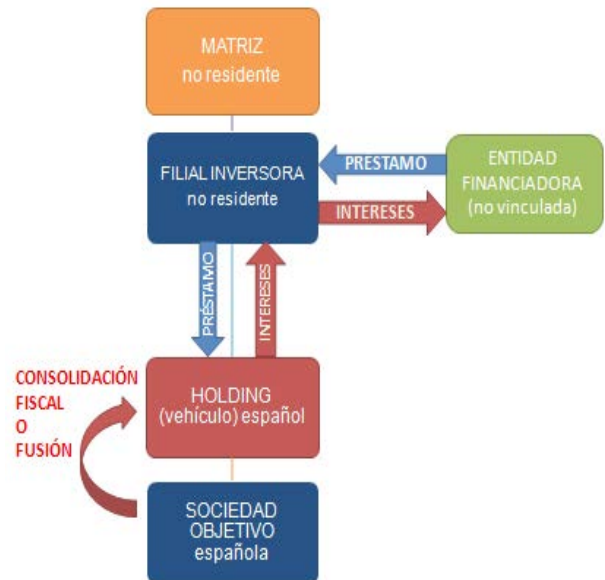 MATRIZ
no residente
FILIAL INVERSORA
no residente
PRESTAMO
INTERESES
ENTIDAD
FINANCIADORA
(no vinculada)
PRÉSTAMO
INTERESES
CONSOLIDACIÓN
FISCAL
O
FUSIÓN
HOLDING
(vehículo) español
SOCIEDAD
OBJETIVO
española